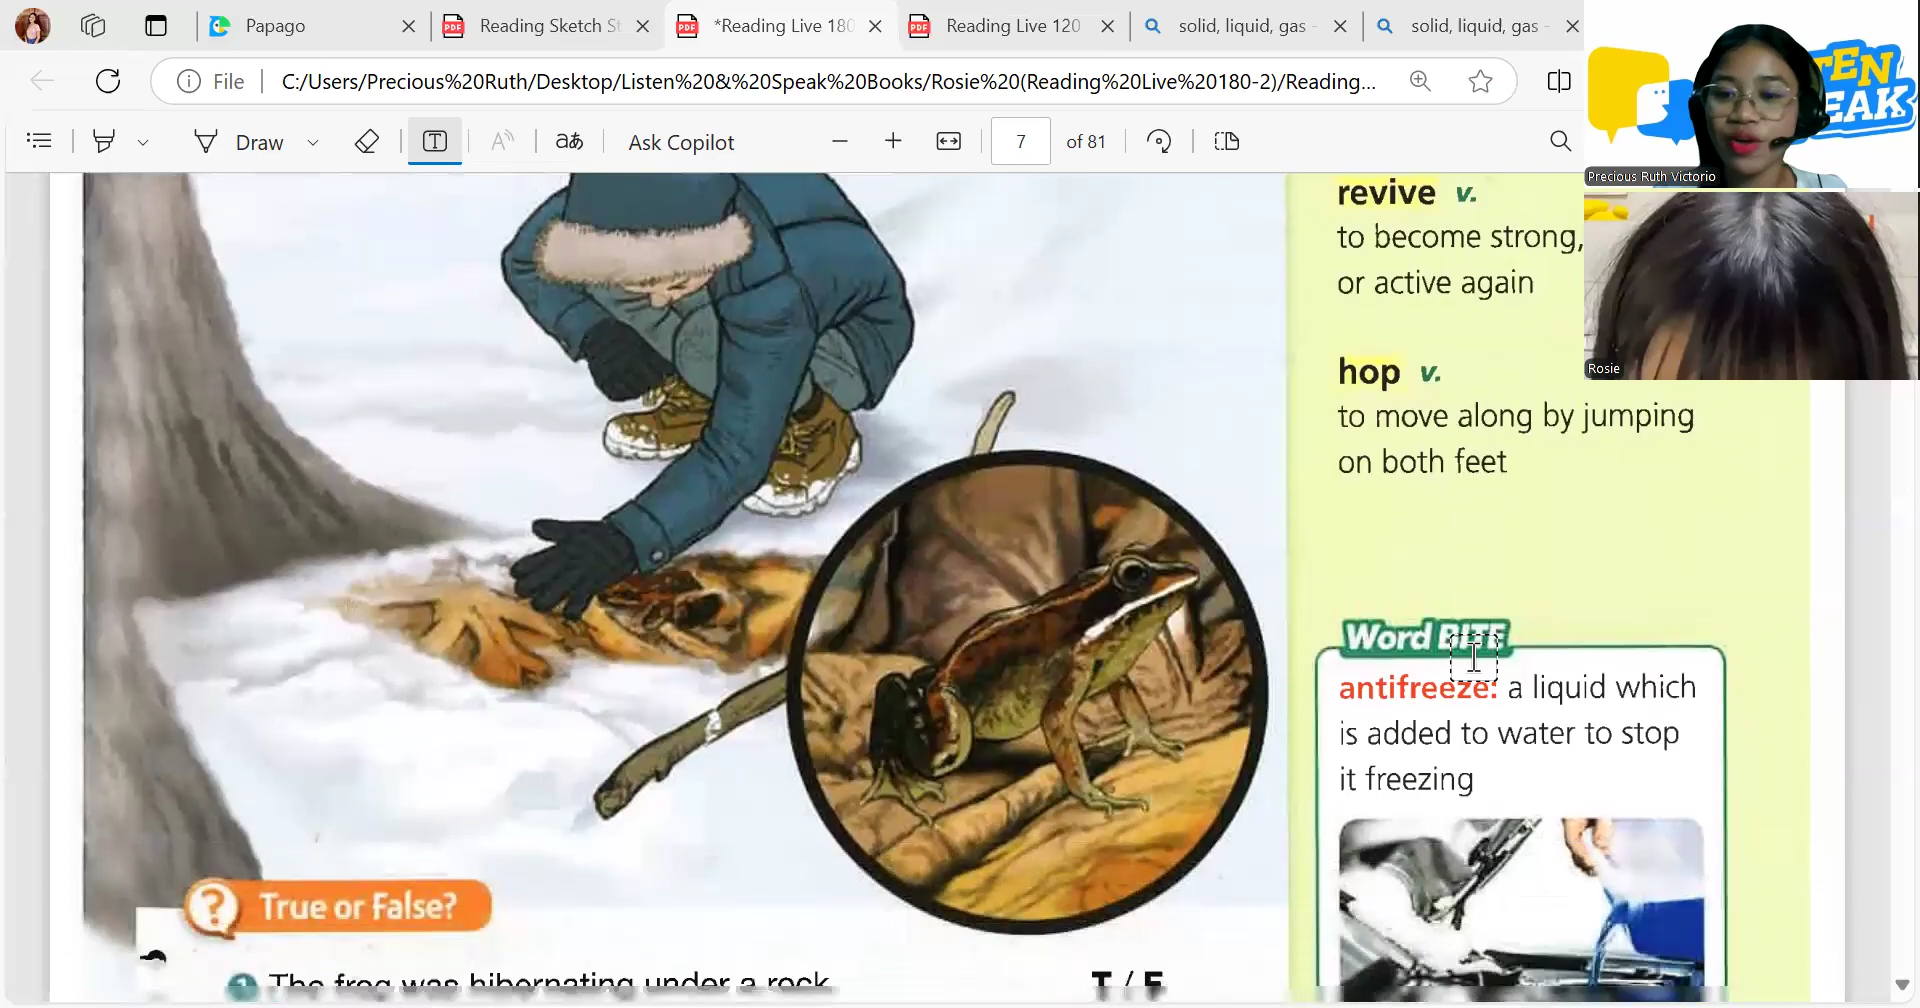 Papago
Reading Sketch St
*Reading Live 180
Reading Live 120
solid, liquid, gas -
solid, liquid, gas -
File
C:/Users/Precious%20Ruth/Desktop/Listen%20&%20Speak%20Books/Rosie%20(Reading%20Live%20180-2)/Reading...
Draw
Ask Copilot
7
of 81
TEN
EAK
Precious Ruth Victorio
Rosie
revive v.
to become strong,
or active again
hop v.
to move along by jumping
on both feet
Word BITE
antifreeze: a liquid which
is added to water to stop
it freezing
True or False?
1 The frog was hibernating under a rock. T / F